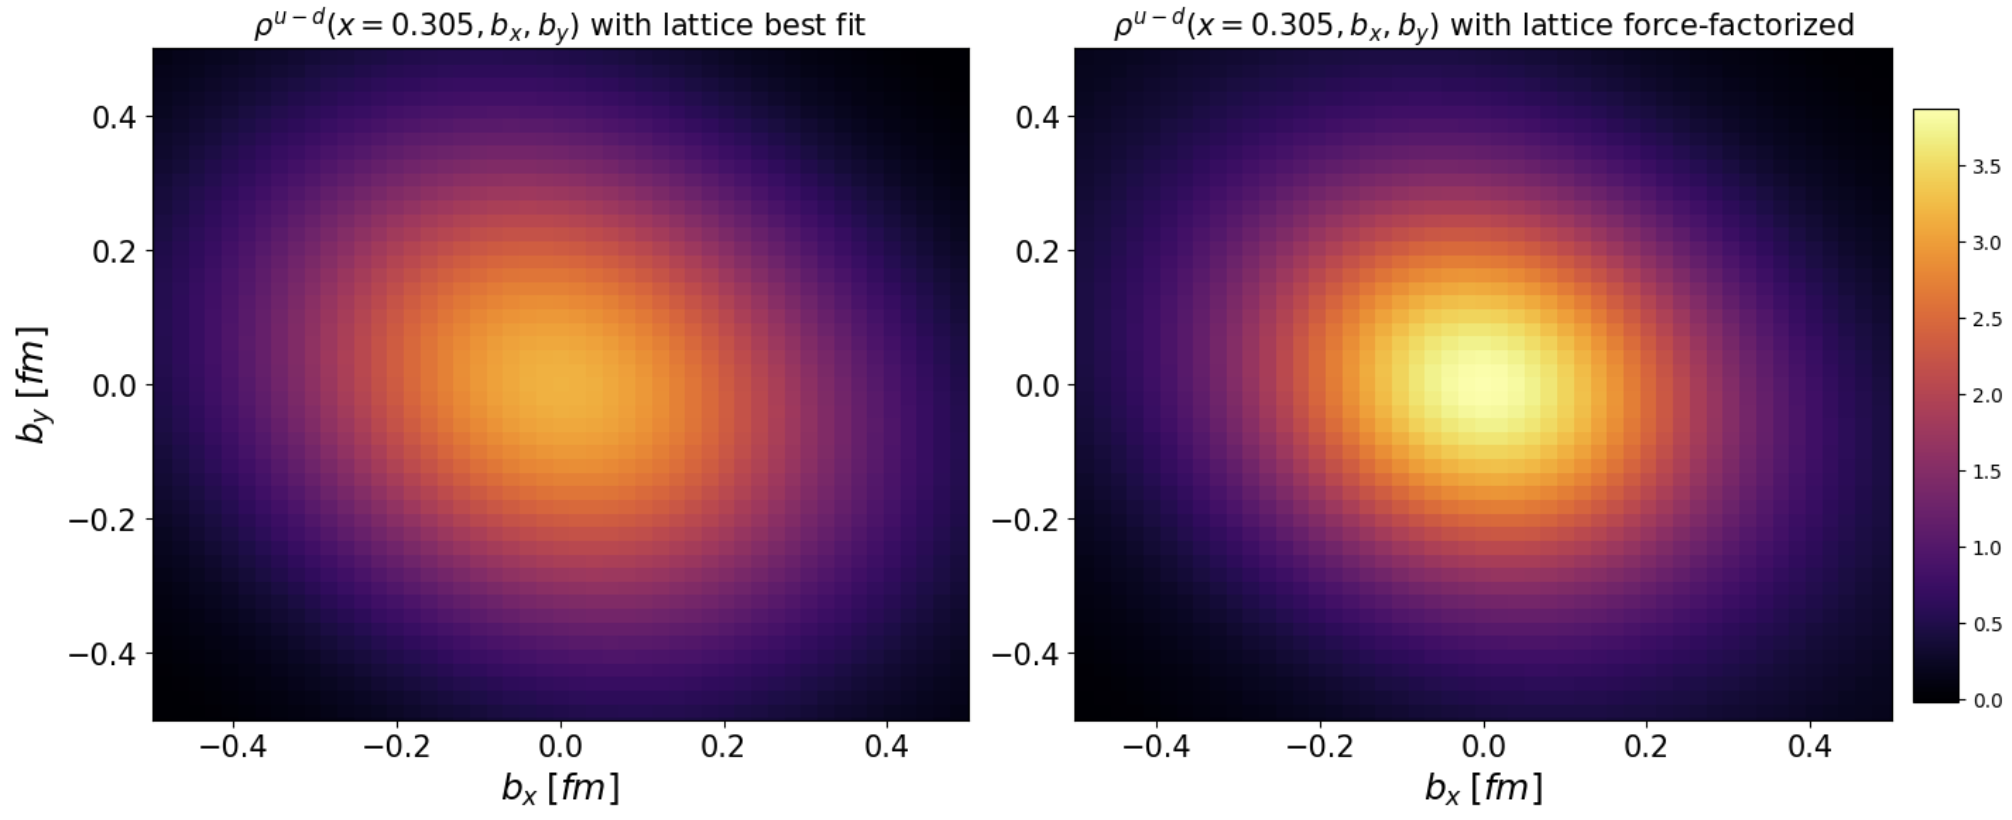 ρ^{u−d}(x = 0.305, b_x, b_y) with lattice best fit
ρ^{u−d}(x = 0.305, b_x, b_y) with lattice force-factorized
b_y [fm]
0.4
0.2
0.0
−0.2
−0.4
−0.4 −0.2 0.0 0.2 0.4
b_x [fm]
0.4
0.2
0.0
−0.2
−0.4
−0.4 −0.2 0.0 0.2 0.4
b_x [fm]
3.5
3.0
2.5
2.0
1.5
1.0
0.5
0.0